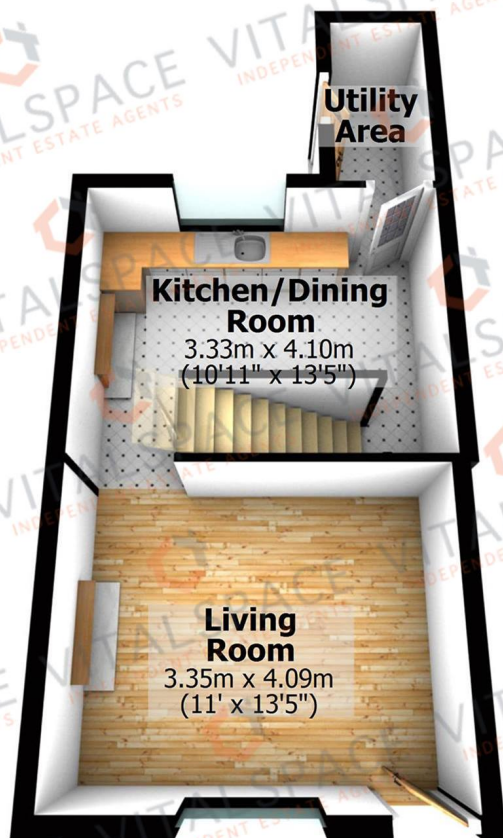 Utility
Area
Kitchen/Dining
Room
3.33m x 4.10m
(10'11" x 13'5")
Living
Room
3.35m x 4.09m
(11' x 13'5")
VITALSPACE
INDEPENDENT ESTATE AGENTS